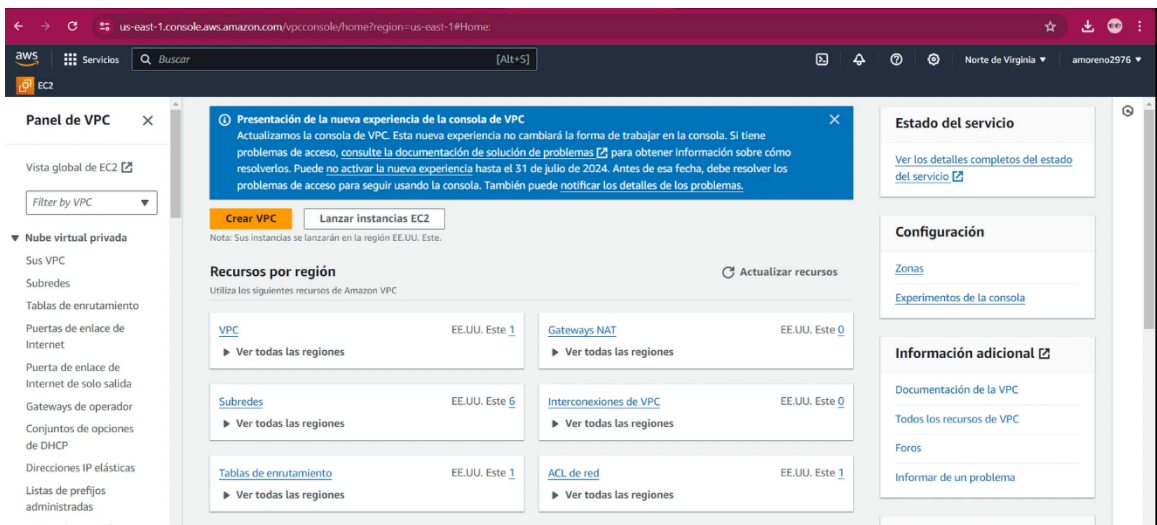 us-east-1.console.aws.amazon.com/vpcconsole/home?region=us-east-1#Home:
aws
Servicios
Buscar
[Alt+S]
Norte de Virginia
amoreno2976
EC2
Panel de VPC
Vista global de EC2
Filter by VPC
Nube virtual privada
Sus VPC
Subredes
Tablas de enrutamiento
Puertas de enlace de
Internet
Puerta de enlace de
Internet de solo salida
Gateways de operador
Conjuntos de opciones
de DHCP
Direcciones IP elásticas
Listas de prefijos
administradas
Presentación de la nueva experiencia de la consola de VPC
Actualizamos la consola de VPC. Esta nueva experiencia no cambiará la forma de trabajar en la consola. Si tiene
problemas de acceso, consulte la documentación de solución de problemas para obtener información sobre cómo
resolverlos. Puede no activar la nueva experiencia hasta el 31 de julio de 2024. Antes de esa fecha, debe resolver los
problemas de acceso para seguir usando la consola. También puede notificar los detalles de los problemas.
Crear VPC
Lanzar instancias EC2
Nota: Sus instancias se lanzarán en la región EE.UU. Este.
Recursos por región
Actualizar recursos
Utiliza los siguientes recursos de Amazon VPC
VPC
EE.UU. Este 1
Ver todas las regiones
Gateways NAT
EE.UU. Este 0
Ver todas las regiones
Subredes
EE.UU. Este 6
Ver todas las regiones
Interconexiones de VPC
EE.UU. Este 0
Ver todas las regiones
Tablas de enrutamiento
EE.UU. Este 1
Ver todas las regiones
ACL de red
EE.UU. Este 1
Ver todas las regiones
Estado del servicio
Ver los detalles completos del estado
del servicio
Configuración
Zonas
Experimentos de la consola
Información adicional
Documentación de la VPC
Todos los recursos de VPC
Foros
Informar de un problema